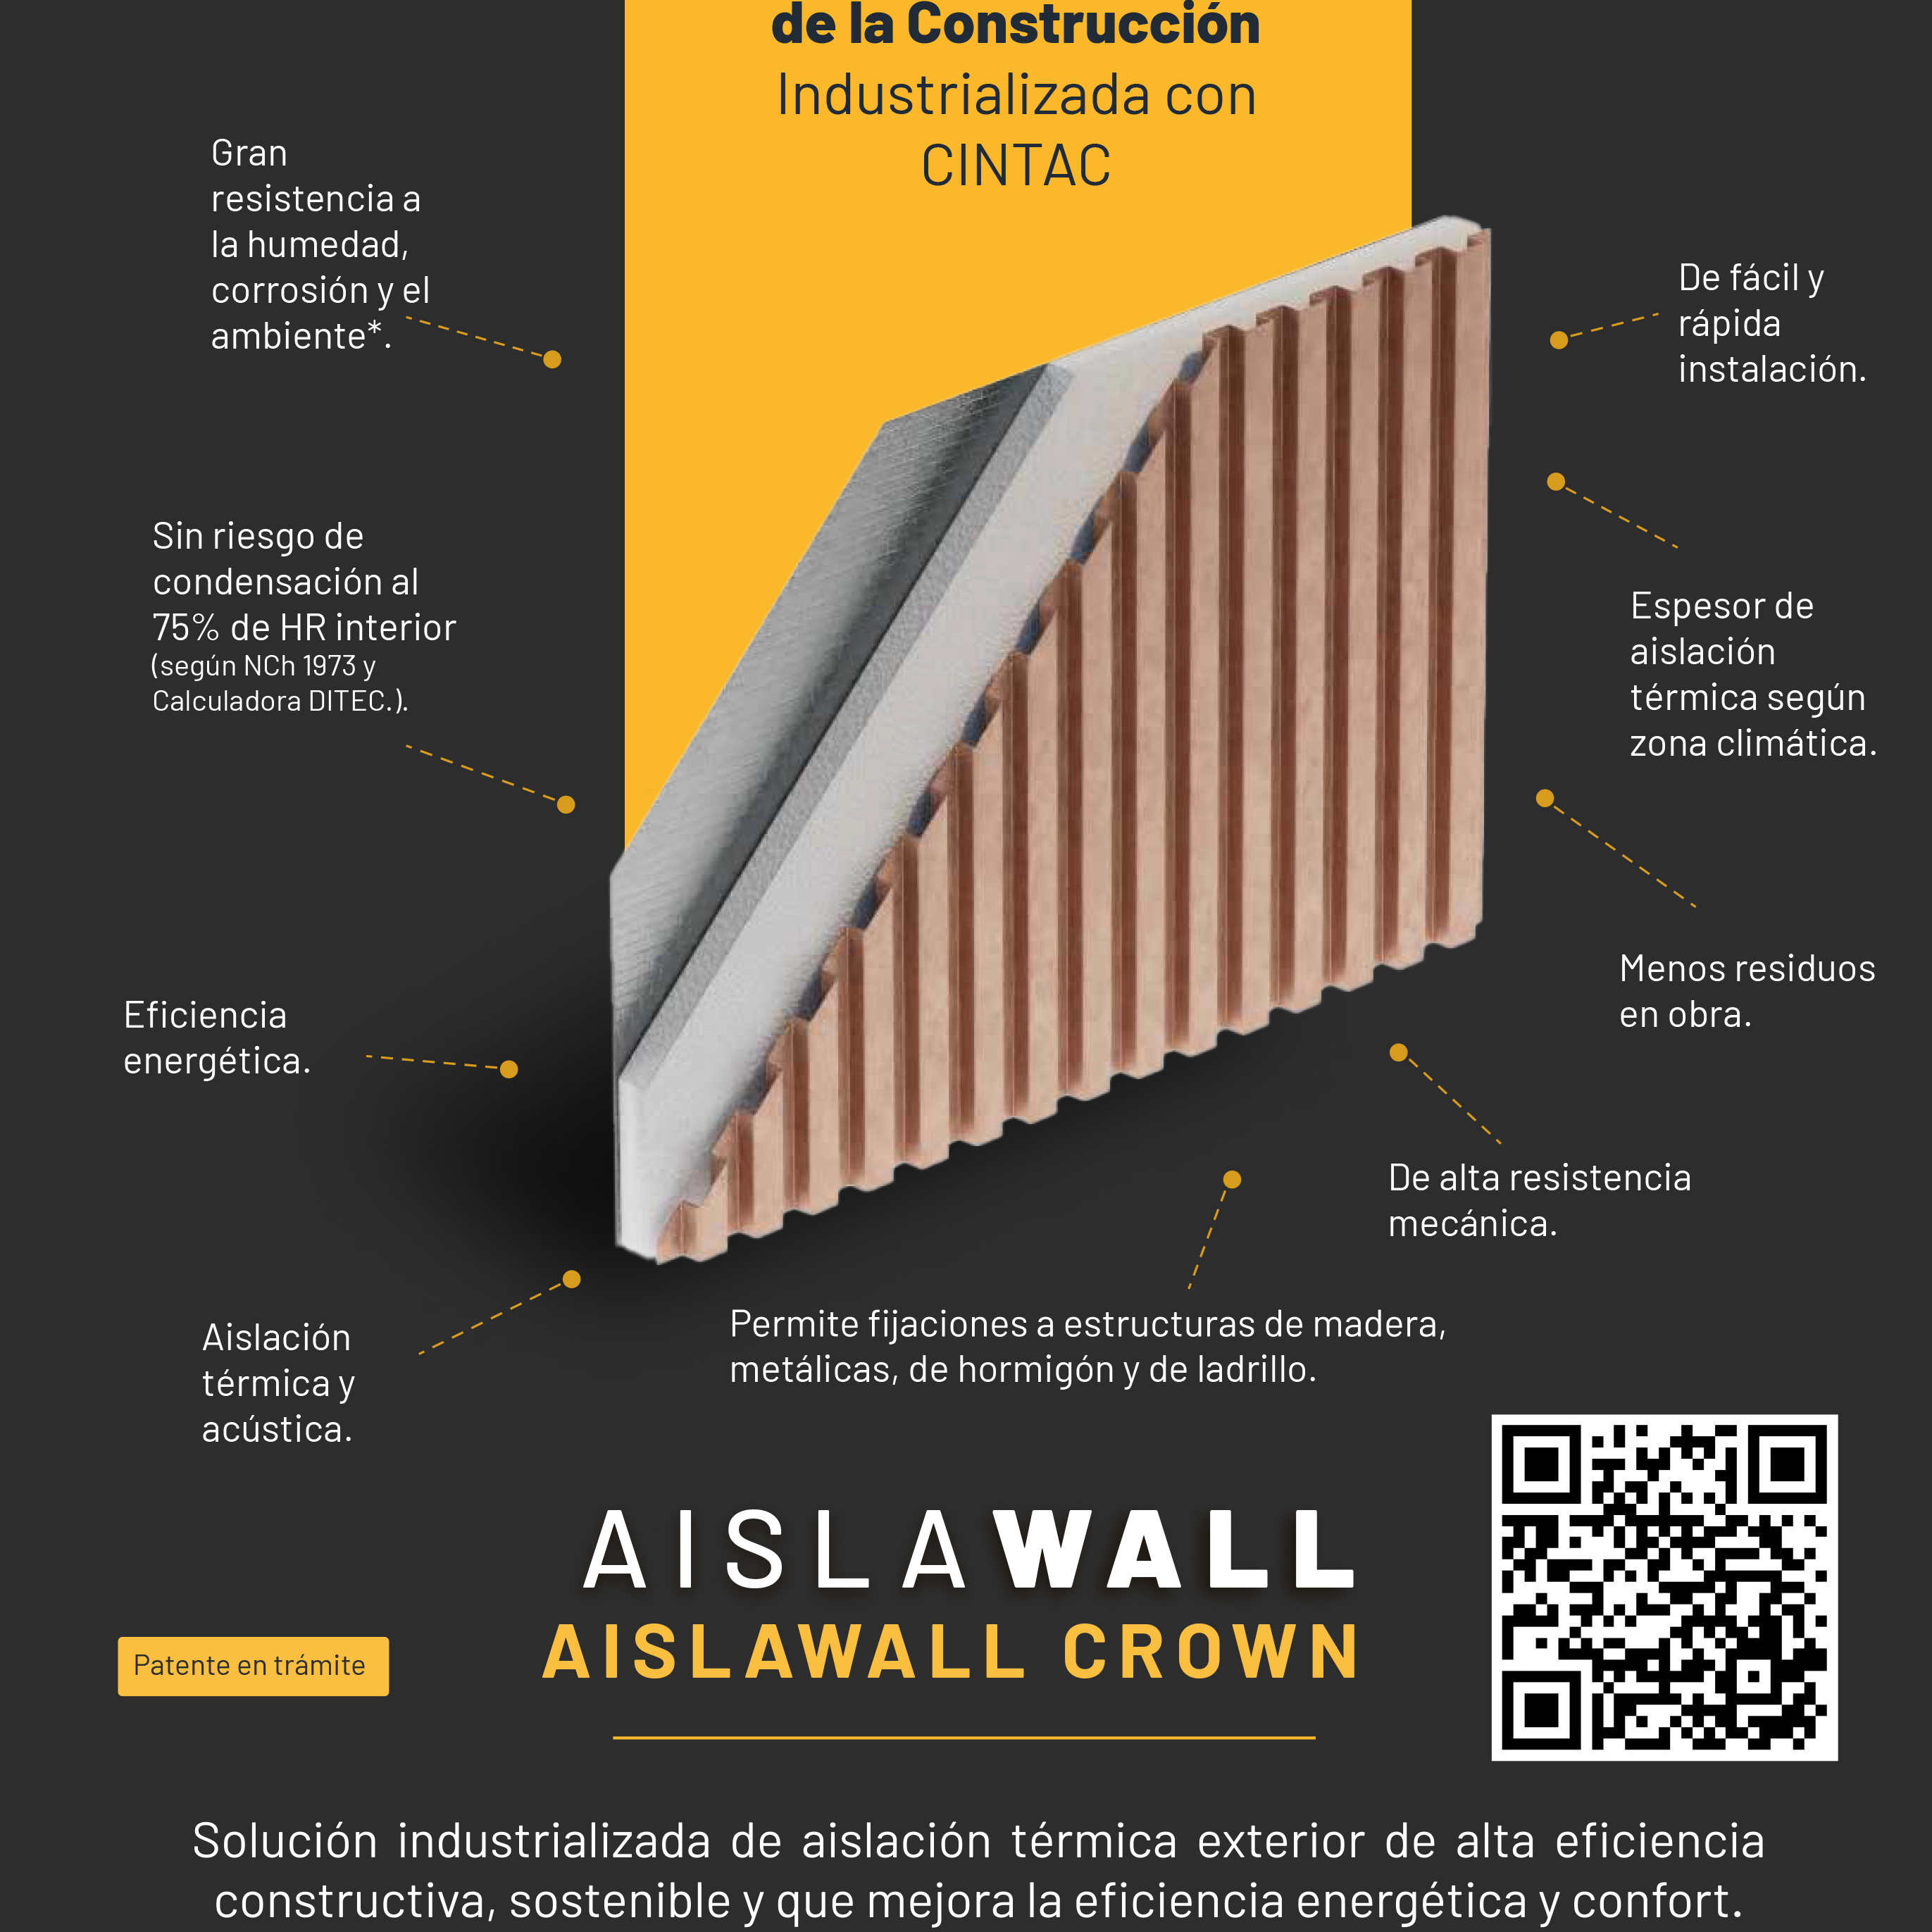 de la Construcción
Industrializada con
CINTAC
Gran
resistencia a
la humedad,
corrosión y el
ambiente*.
De fácil y
rápida
instalación.
Sin riesgo de
condensación al
75% de HR interior
(según NCh 1973 y
Calculadora DITEC.).
Espesor de
aislación
térmica según
zona climática.
Eficiencia
energética.
Menos residuos
en obra.
De alta resistencia
mecánica.
Aislación
térmica y
acústica.
Permite fijaciones a estructuras de madera,
metálicas, de hormigón y de ladrillo.
AISLAWALL
AISLAWALL CROWN
Patente en trámite
Solución industrializada de aislación térmica exterior de alta eficiencia
constructiva, sostenible y que mejora la eficiencia energética y confort.